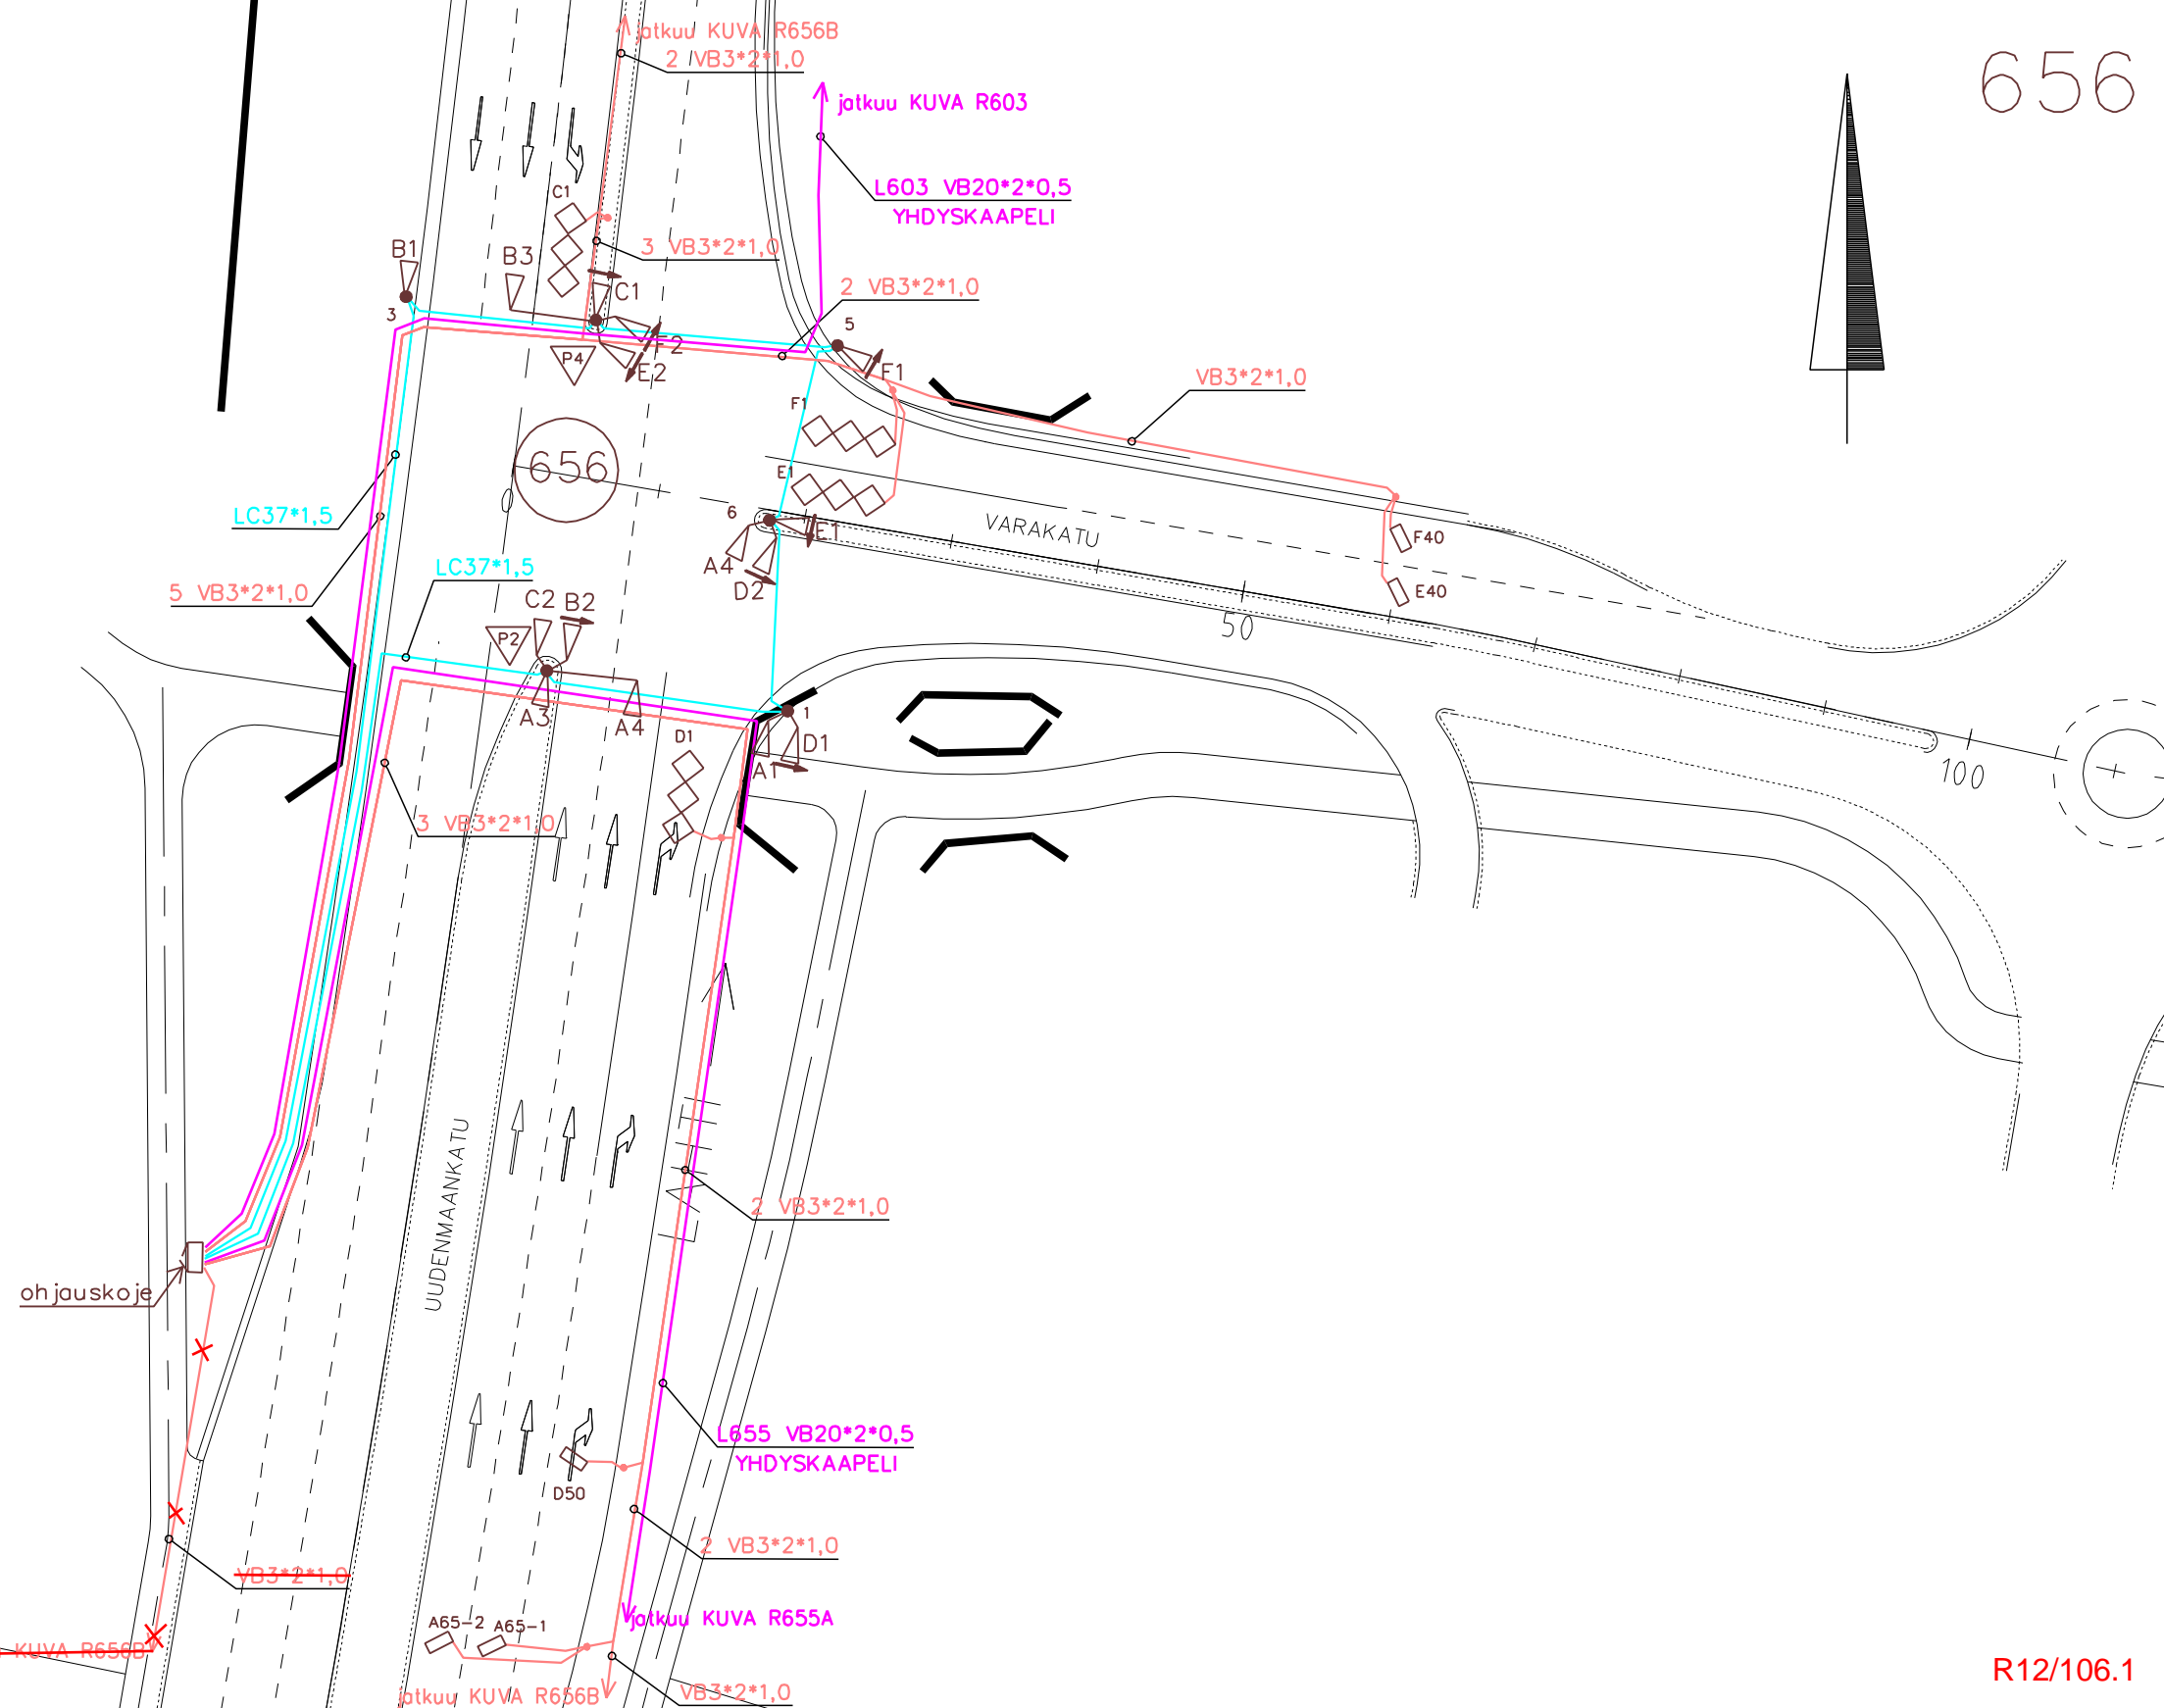 jatkuu KUVA R656B
2 VB3*2*1,0
656
jatkuu KUVA R603
L603 VB20*2*0,5
YHDYSKAAPELI
C1
B1
B3
3 VB3*2*1,0
2 VB3*2*1,0
C1
3
5
F2
P4
E2
F1
VB3*2*1,0
F1
656
E1
0
LC37*1,5
6
E1
VARAKATU
F40
A4
D2
LC37*1,5
5 VB3*2*1,0
E40
C2
B2
P2
50
A3
A4
1
D1
D1
A1
100
3 VB3*2*1,0
UUDENMAANKATU
2 VB3*2*1,0
ohjauskoje
L655 VB20*2*0,5
YHDYSKAAPELI
D50
2 VB3*2*1,0
VB3*2*1,0
A65-2
A65-1
jatkuu KUVA R655A
KUVA R656B
jatkuu KUVA R656B
VB3*2*1,0
R12/106.1